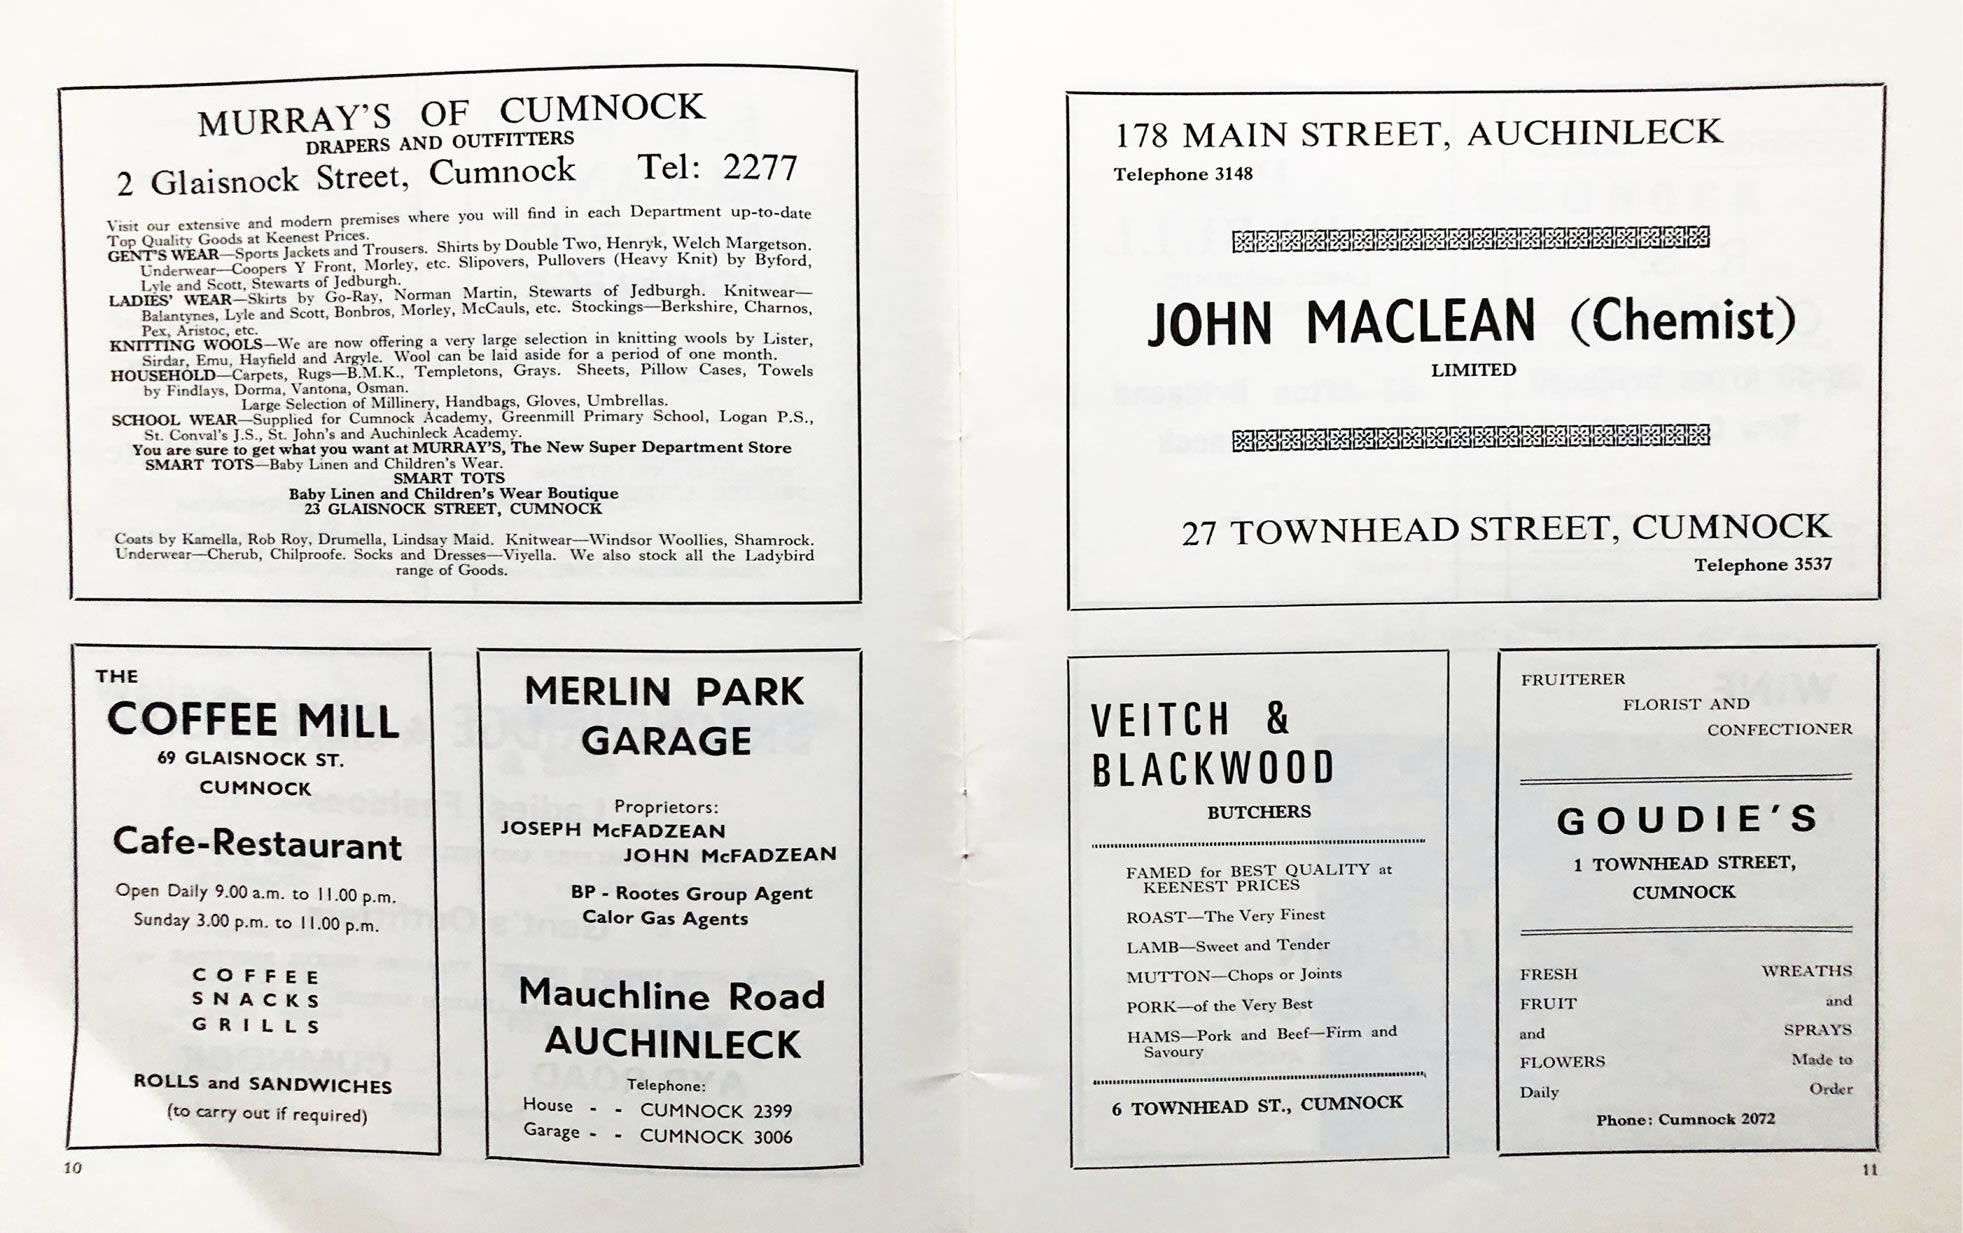 MURRAY'S OF CUMNOCK
DRAPERS AND OUTFITTERS
2 Glaisnock Street, Cumnock Tel: 2277
Visit our extensive and modern premises where you will find in each Department up-to-date
Top Quality Goods at Keenest Prices.
GENT'S WEAR—Sports Jackets and Trousers. Shirts by Double Two, Henryk, Welch Margetson.
Underwear—Coopers Y Front, Morley, etc. Slipovers, Pullovers (Heavy Knit) by Byford,
Lyle and Scott, Stewarts of Jedburgh.
LADIES' WEAR—Skirts by Go-Ray, Norman Martin, Stewarts of Jedburgh. Knitwear—
Balantynes, Lyle and Scott, Bonbros, Morley, McCauls, etc. Stockings—Berkshire, Charnos,
Pex, Aristoc, etc.
KNITTING WOOLS—We are now offering a very large selection in knitting wools by Lister,
Sirdar, Emu, Hayfield and Argyle. Wool can be laid aside for a period of one month.
HOUSEHOLD—Carpets, Rugs—B.M.K., Templetons, Grays. Sheets, Pillow Cases, Towels
by Findlays, Dorma, Vantona, Osman.
Large Selection of Millinery, Handbags, Gloves, Umbrellas.
SCHOOL WEAR—Supplied for Cumnock Academy, Greenmill Primary School, Logan P.S.,
St. Conval's J.S., St. John's and Auchinleck Academy.
You are sure to get what you want at MURRAY'S, The New Super Department Store
SMART TOTS—Baby Linen and Children's Wear.
SMART TOTS
Baby Linen and Children's Wear Boutique
23 GLAISNOCK STREET, CUMNOCK
Coats by Kamella, Rob Roy, Drumella, Lindsay Maid. Knitwear—Windsor Woollies, Shamrock.
Underwear—Cherub, Chilproofe. Socks and Dresses—Viyella. We also stock all the Ladybird
range of Goods.
THE
COFFEE MILL
69 GLAISNOCK ST.
CUMNOCK
Cafe-Restaurant
Open Daily 9.00 a.m. to 11.00 p.m.
Sunday 3.00 p.m. to 11.00 p.m.
COFFEE
SNACKS
GRILLS
ROLLS and SANDWICHES
(to carry out if required)
MERLIN PARK
GARAGE
Proprietors:
JOSEPH McFADZEAN
JOHN McFADZEAN
BP - Rootes Group Agent
Calor Gas Agents
Mauchline Road
AUCHINLECK
Telephone:
House - - CUMNOCK 2399
Garage - - CUMNOCK 3006
10
178 MAIN STREET, AUCHINLECK
Telephone 3148
JOHN MACLEAN (Chemist)
LIMITED
27 TOWNHEAD STREET, CUMNOCK
Telephone 3537
VEITCH &
BLACKWOOD
BUTCHERS
FAMED for BEST QUALITY at
KEENEST PRICES
ROAST—The Very Finest
LAMB—Sweet and Tender
MUTTON—Chops or Joints
PORK—of the Very Best
HAMS—Pork and Beef—Firm and
Savoury
6 TOWNHEAD ST., CUMNOCK
FRUITERER
FLORIST AND
CONFECTIONER
GOUDIE'S
1 TOWNHEAD STREET,
CUMNOCK
FRESH
FRUIT
and
FLOWERS
Daily
WREATHS
and
SPRAYS
Made to
Order
Phone: Cumnock 2072
11